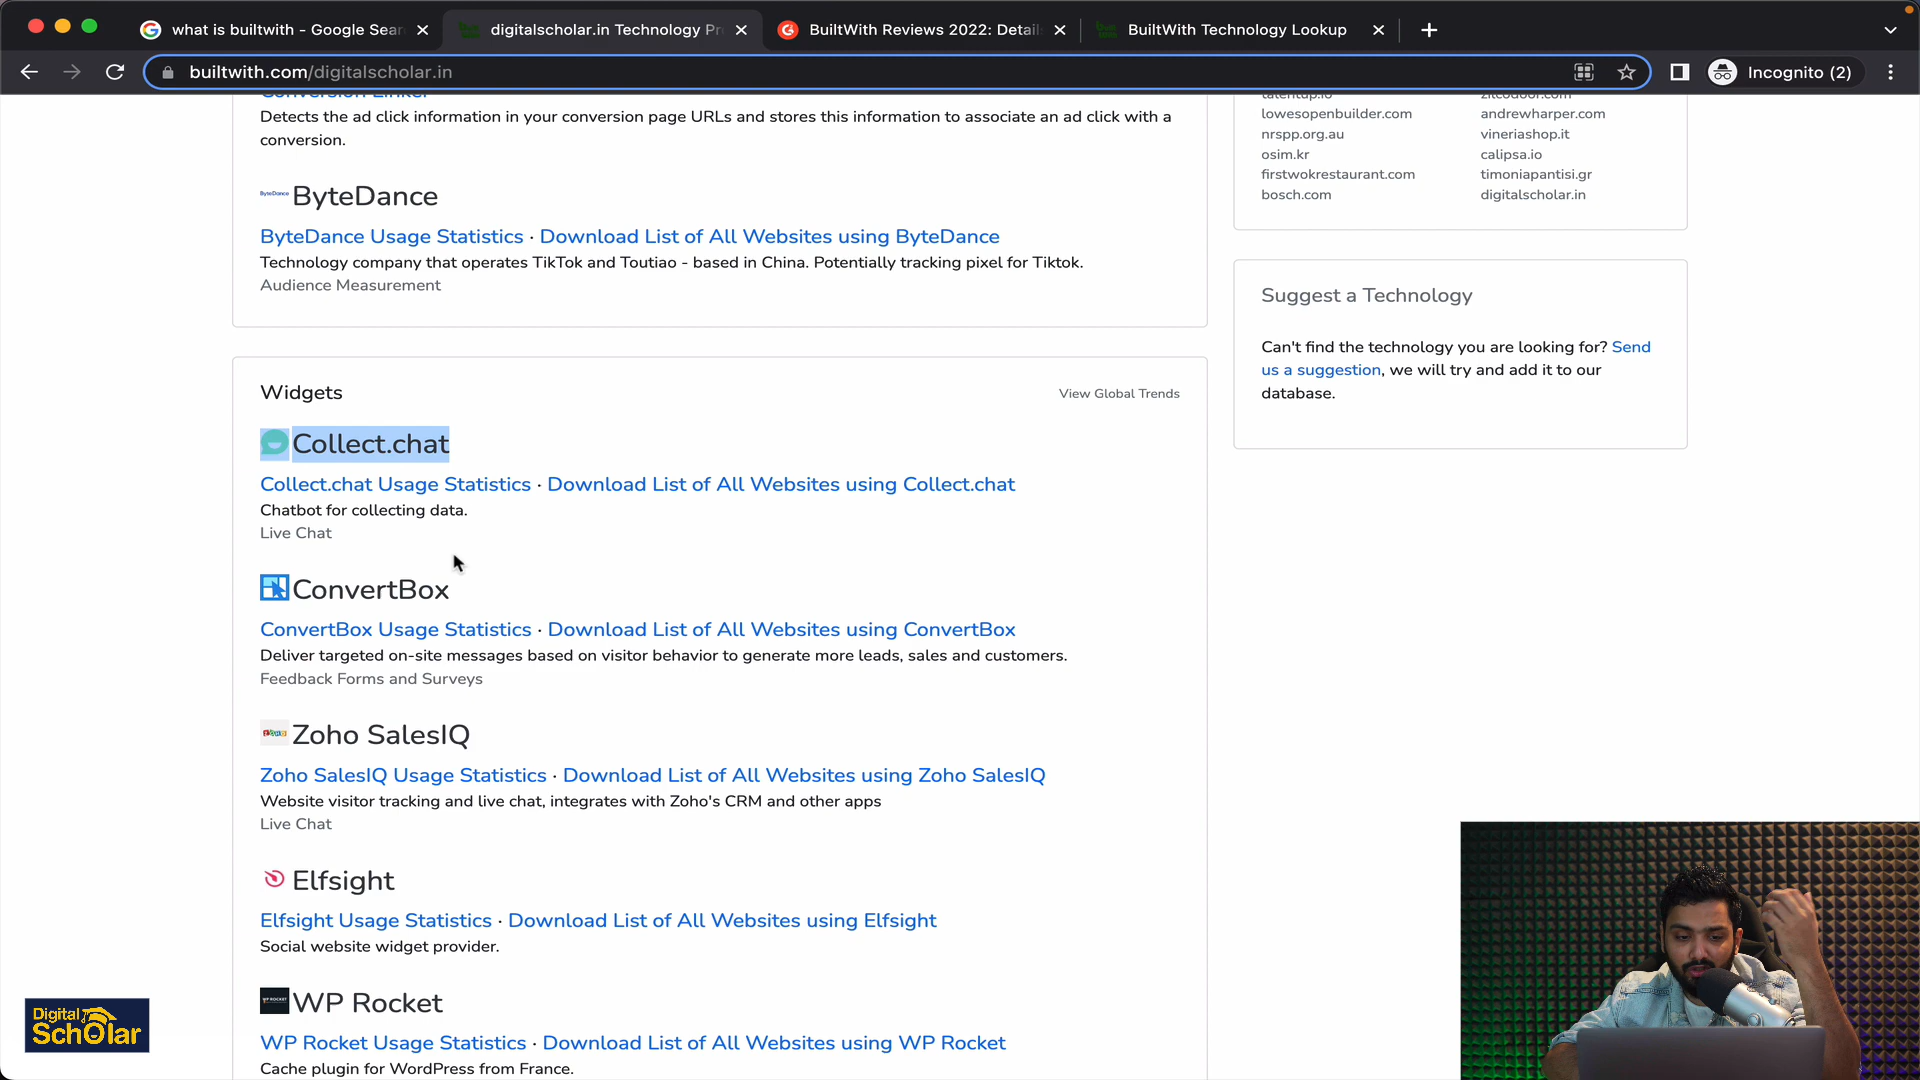 what is builtwith - Google Sear
digitalscholar.in Technology Pr
BuiltWith Reviews 2022: Detail
BuiltWith Technology Lookup
builtwith.com/digitalscholar.in
Incognito (2)
Conversion Linker
Detects the ad click information in your conversion page URLs and stores this information to associate an ad click with a
conversion.
ByteDance
ByteDance
ByteDance Usage Statistics · Download List of All Websites using ByteDance
Technology company that operates TikTok and Toutiao - based in China. Potentially tracking pixel for Tiktok.
Audience Measurement
Widgets
View Global Trends
Collect.chat
Collect.chat Usage Statistics · Download List of All Websites using Collect.chat
Chatbot for collecting data.
Live Chat
ConvertBox
ConvertBox Usage Statistics · Download List of All Websites using ConvertBox
Deliver targeted on-site messages based on visitor behavior to generate more leads, sales and customers.
Feedback Forms and Surveys
ZOHO
Zoho SalesIQ
Zoho SalesIQ Usage Statistics · Download List of All Websites using Zoho SalesIQ
Website visitor tracking and live chat, integrates with Zoho's CRM and other apps
Live Chat
Elfsight
Elfsight Usage Statistics · Download List of All Websites using Elfsight
Social website widget provider.
WP ROCKET
WP Rocket
WP Rocket Usage Statistics · Download List of All Websites using WP Rocket
Cache plugin for WordPress from France.
talentup.io
zilcodoor.com
lowesopenbuilder.com
andrewharper.com
nrspp.org.au
vineriashop.it
osim.kr
calipsa.io
firstwokrestaurant.com
timoniapantisi.gr
bosch.com
digitalscholar.in
Suggest a Technology
Can't find the technology you are looking for? Send
us a suggestion, we will try and add it to our
database.
Digital
SchOlar